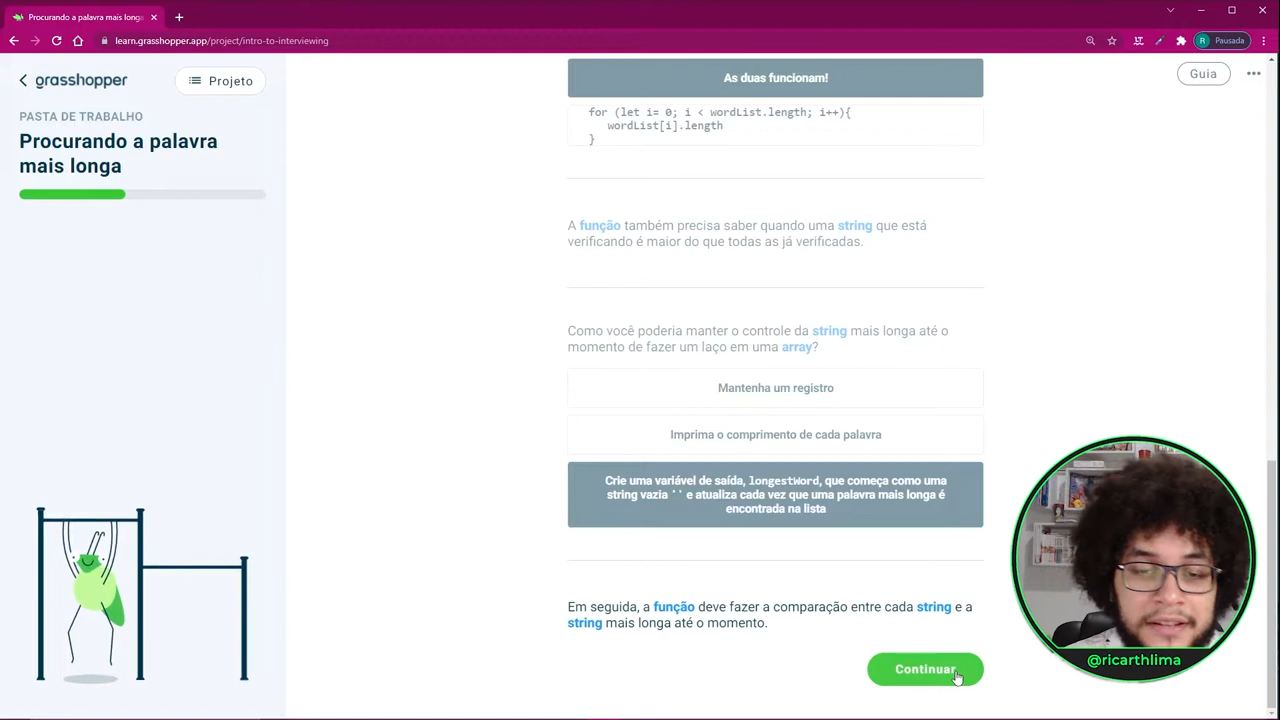 Procurando a palavra mais longa
learn.grasshopper.app/project/intro-to-interviewing
R Pausada
grasshopper
Projeto
Guia
PASTA DE TRABALHO
Procurando a palavra
mais longa
As duas funcionam!
for (let i= 0; i < wordList.length; i++){
wordList[i].length
}
A função também precisa saber quando uma string que está
verificando é maior do que todas as já verificadas.
Como você poderia manter o controle da string mais longa até o
momento de fazer um laço em uma array?
Mantenha um registro
Imprima o comprimento de cada palavra
Crie uma variável de saída, longestWord, que começa como uma
string vazia `` e atualiza cada vez que uma palavra mais longa é
encontrada na lista
Em seguida, a função deve fazer a comparação entre cada string e a
string mais longa até o momento.
Continuar
@ricarthlima